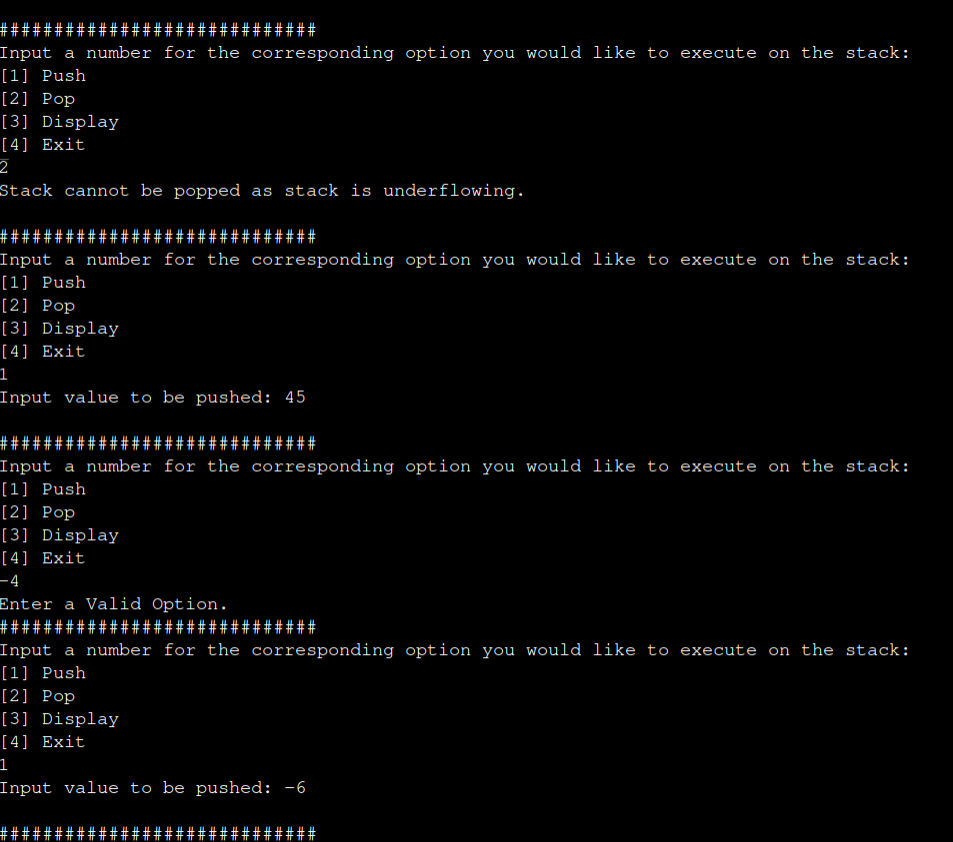 #############################
Input a number for the corresponding option you would like to execute on the stack:
[1] Push
[2] Pop
[3] Display
[4] Exit
2
Stack cannot be popped as stack is underflowing.
#############################
Input a number for the corresponding option you would like to execute on the stack:
[1] Push
[2] Pop
[3] Display
[4] Exit
1
Input value to be pushed: 45
#############################
Input a number for the corresponding option you would like to execute on the stack:
[1] Push
[2] Pop
[3] Display
[4] Exit
-4
Enter a Valid Option.
#############################
Input a number for the corresponding option you would like to execute on the stack:
[1] Push
[2] Pop
[3] Display
[4] Exit
1
Input value to be pushed: -6
#############################